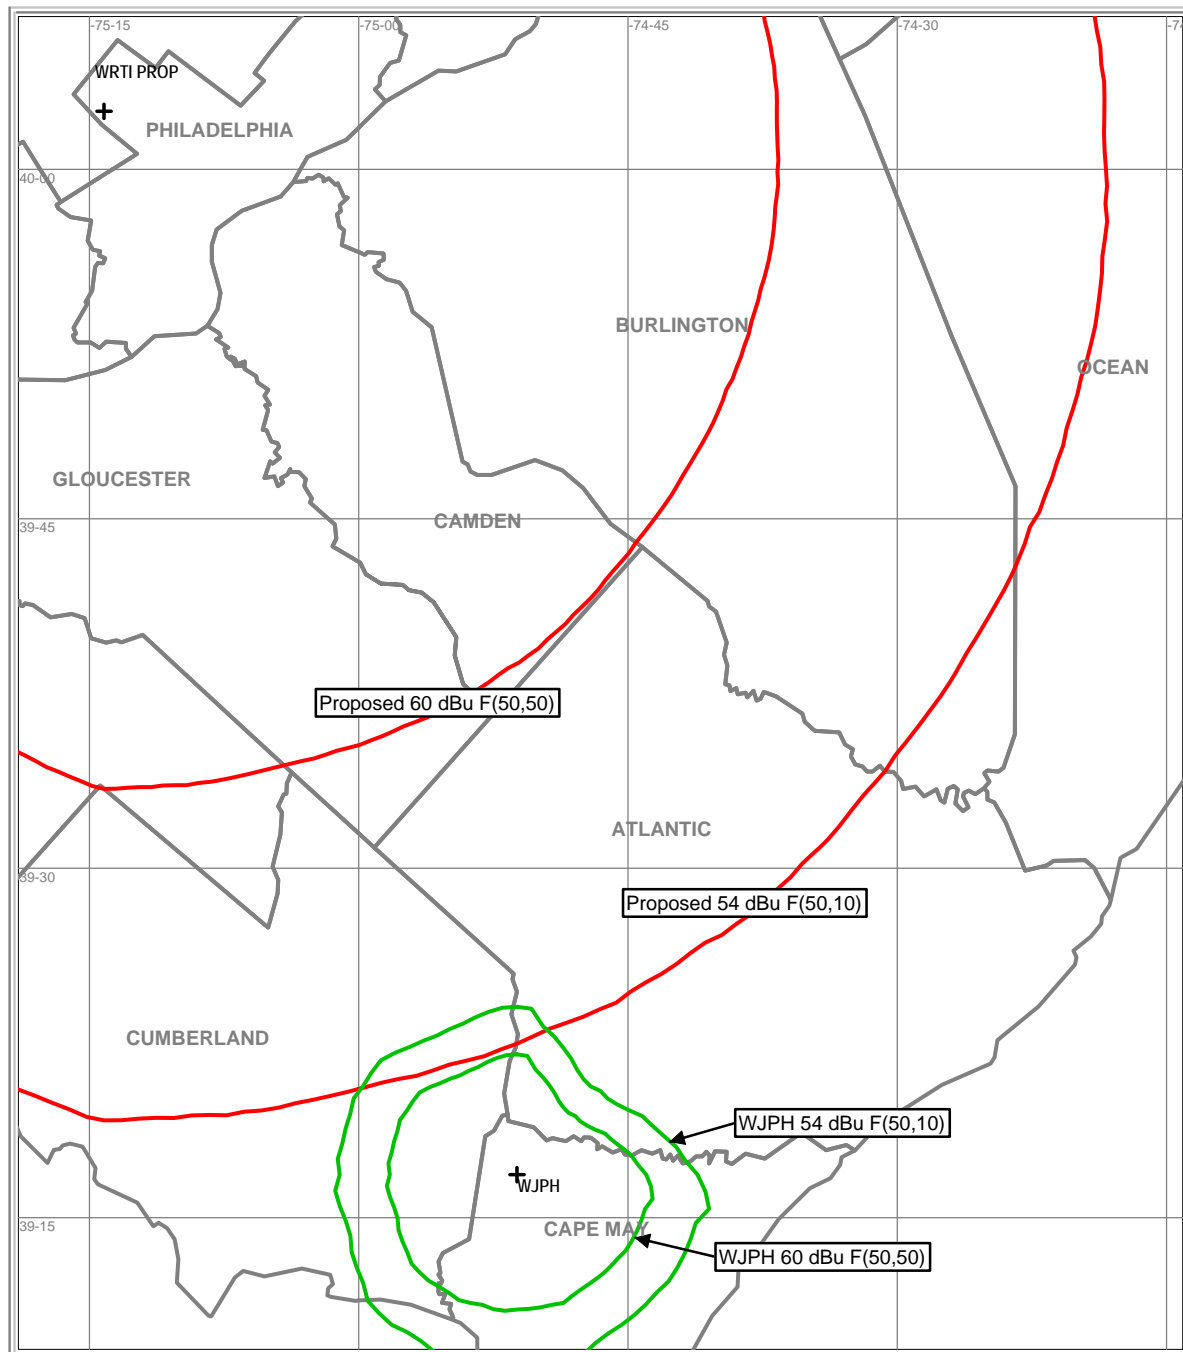 -75-15
-75-00
-74-45
-74-30
WRTI PROP
PHILADELPHIA
40-00
BURLINGTON
OCEAN
GLOUCESTER
CAMDEN
39-45
Proposed 60 dBu F(50,50)
ATLANTIC
39-30
Proposed 54 dBu F(50,10)
CUMBERLAND
WJPH 54 dBu F(50,10)
WJPH
39-15
CAPE MAY
WJPH 60 dBu F(50,50)